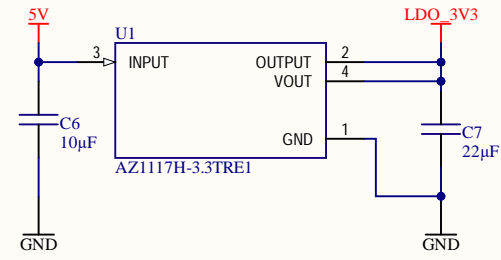 5V
LDO_3V3
U1
3
INPUT
OUTPUT
2
VOUT
4
C6
10µF
GND
1
C7
22µF
AZ1117H-3.3TRE1
GND
GND